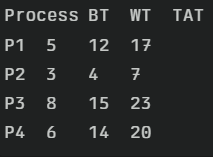 Process BT  WT  TAT
P1  5   12  17
P2  3   4   7
P3  8   15  23
P4  6   14  20